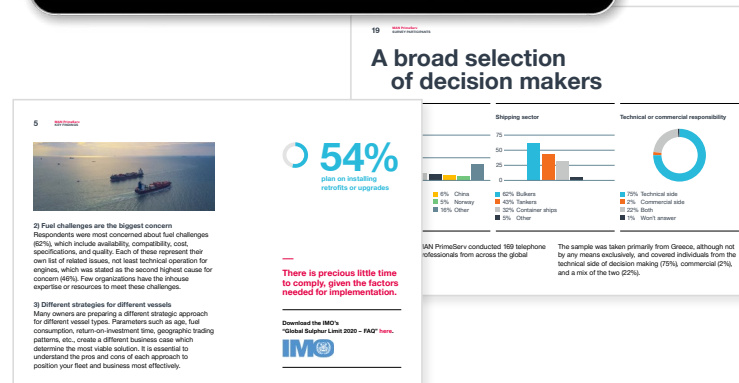 19 MAN PrimeServ
SURVEY PARTICIPANTS
A broad selection
of decision makers
Shipping sector
75
50
25
0
62% Bulkers
43% Tankers
32% Container ships
5% Other
6% China
5% Norway
16% Other
Technical or commercial responsibility
75% Technical side
2% Commercial side
22% Both
1% Won't answer
MAN PrimeServ conducted 169 telephone
professionals from across the global
The sample was taken primarily from Greece, although not
by any means exclusively, and covered individuals from the
technical side of decision making (75%), commercial (2%),
and a mix of the two (22%).
5 MAN PrimeServ
KEY FINDINGS
54%
plan on installing
retrofits or upgrades
2) Fuel challenges are the biggest concern
Respondents were most concerned about fuel challenges
(62%), which include availability, compatibility, cost,
specifications, and quality. Each of these represent their
own list of related issues, not least technical operation for
engines, which was stated as the second highest cause for
concern (46%). Few organizations have the inhouse
expertise or resources to meet these challenges.
3) Different strategies for different vessels
Many owners are preparing a different strategic approach
for different vessel types. Parameters such as age, fuel
consumption, return-on-investment time, geographic trading
patterns, etc., create a different business case which
determine the most viable solution. It is essential to
understand the pros and cons of each approach to
position your fleet and business most effectively.
There is precious little time
to comply, given the factors
needed for implementation.
Download the IMO's
"Global Sulphur Limit 2020 – FAQ" here.
IMO